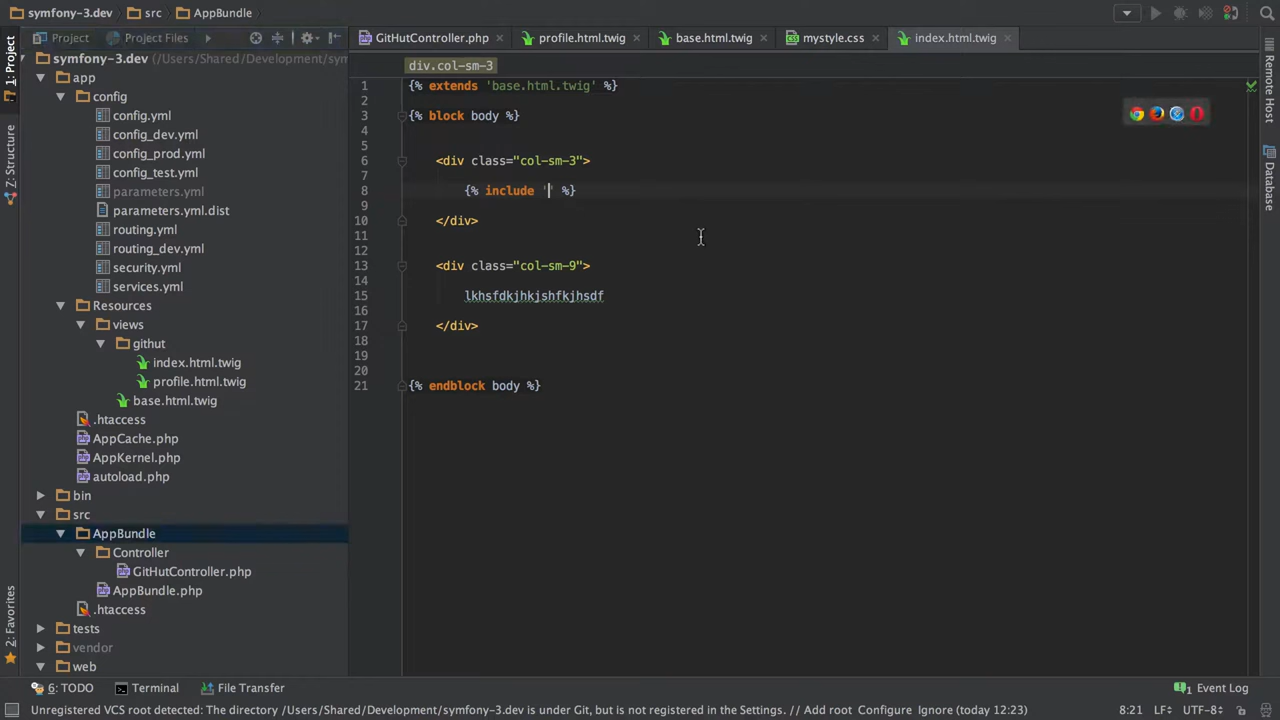 symfony-3.dev
src
AppBundle
Project
Project Files
GitHutController.php
profile.html.twig
base.html.twig
mystyle.css
index.html.twig
1: Project
Z: Structure
2: Favorites
symfony-3.dev (/Users/Shared/Development/symfony-
app
config
config.yml
config_dev.yml
config_prod.yml
config_test.yml
parameters.yml
parameters.yml.dist
routing.yml
routing_dev.yml
security.yml
services.yml
Resources
views
githut
index.html.twig
profile.html.twig
base.html.twig
.htaccess
AppCache.php
AppKernel.php
autoload.php
bin
src
AppBundle
Controller
GitHutController.php
AppBundle.php
.htaccess
tests
vendor
web
div.col-sm-3
1 {% extends 'base.html.twig' %}
2
3 {% block body %}
4
5
6 <div class="col-sm-3">
7
8 {% include '' %}
9
10 </div>
11
12
13 <div class="col-sm-9">
14
15 lkhsfdkjhkjshfkjhsdf
16
17 </div>
18
19
20
21 {% endblock body %}
Remote Host
Database
6: TODO
Terminal
File Transfer
1 Event Log
Unregistered VCS root detected: The directory /Users/Shared/Development/symfony-3.dev is under Git, but is not registered in the Settings. // Add root Configure Ignore (today 12:23)
8:21 LF÷ UTF-8÷